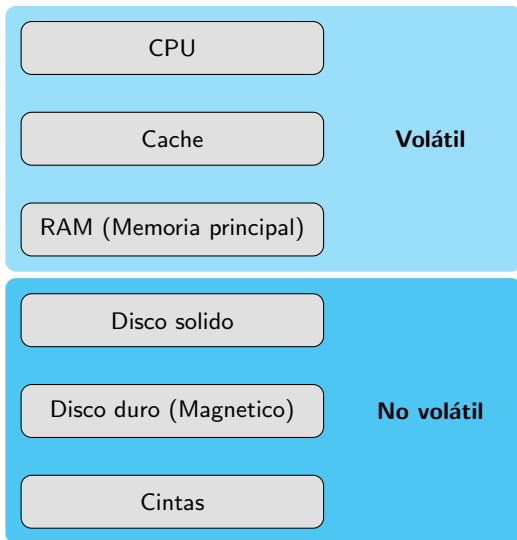 CPU
Cache
Volátil
RAM (Memoria principal)
Disco solido
Disco duro (Magnetico)
No volátil
Cintas